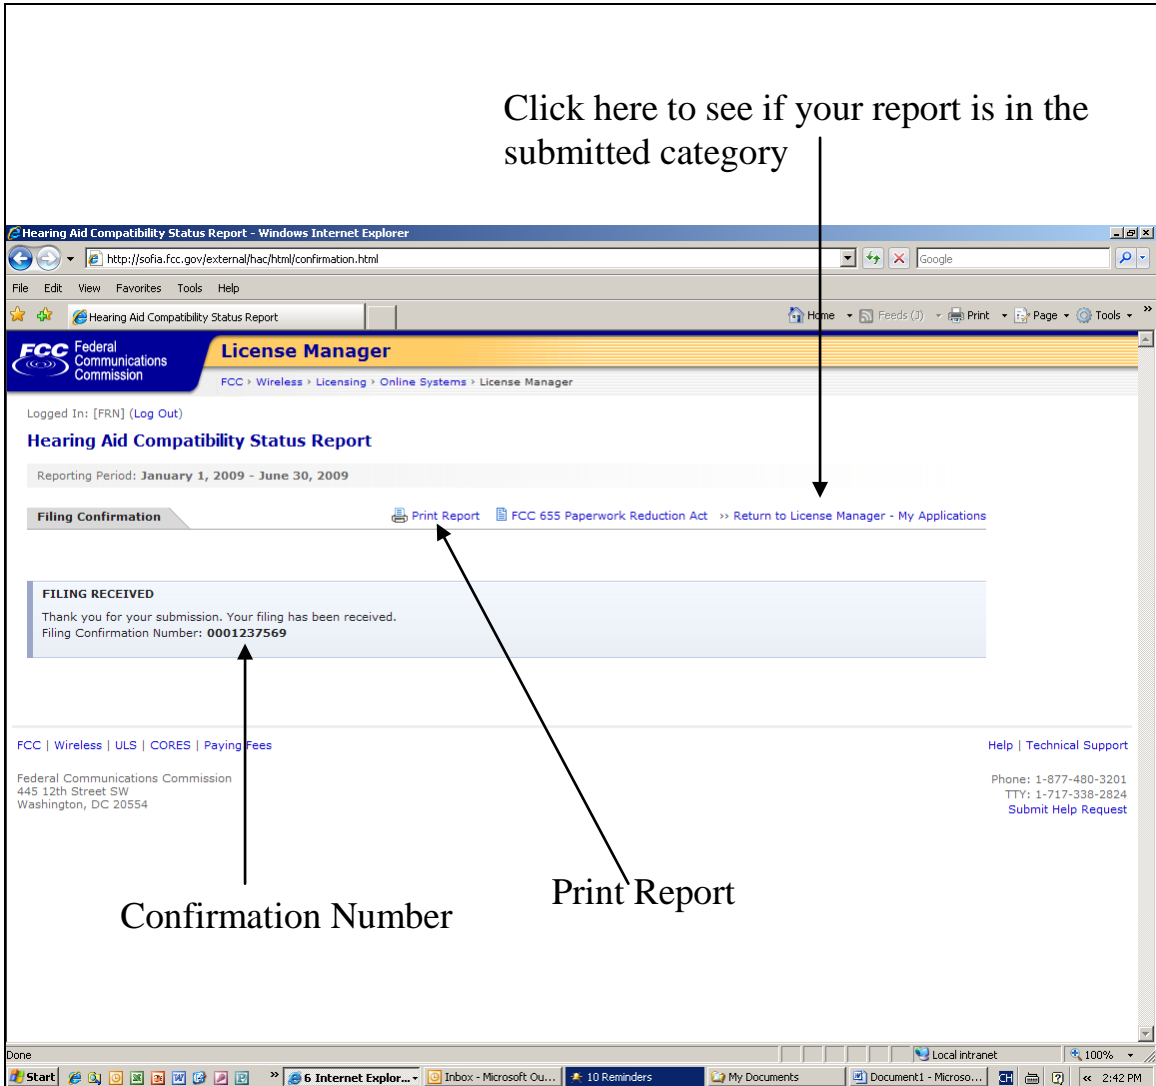 Click here to see if your report is in the
submitted category
Hearing Aid Compatibility Status Report - Windows Internet Explorer
http://sofia.fcc.gov/external/hac/html/confirmation.html
Google
File Edit View Favorites Tools Help
Hearing Aid Compatibility Status Report
Home Feeds (J) Print Page Tools »
FCC Federal Communications Commission
License Manager
FCC › Wireless › Licensing › Online Systems › License Manager
Logged In: [FRN] (Log Out)
Hearing Aid Compatibility Status Report
Reporting Period: January 1, 2009 - June 30, 2009
Filing Confirmation
Print Report FCC 655 Paperwork Reduction Act ›› Return to License Manager - My Applications
FILING RECEIVED
Thank you for your submission. Your filing has been received.
Filing Confirmation Number: 0001237569
FCC | Wireless | ULS | CORES | Paying Fees
Help | Technical Support
Federal Communications Commission
445 12th Street SW
Washington, DC 20554
Phone: 1-877-480-3201
TTY: 1-717-338-2824
Submit Help Request
Print Report
Confirmation Number
Done
Local intranet
100%
Start » 6 Internet Explor... Inbox - Microsoft Ou... 10 Reminders My Documents Document1 - Microso... CH « 2:42 PM